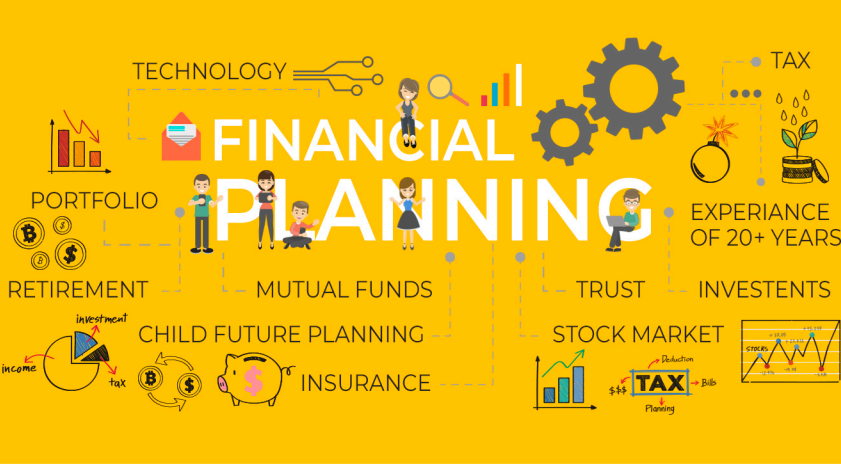 TECHNOLOGY
TAX
FINANCIAL
PLANNING
PORTFOLIO
EXPERIANCE
OF 20+ YEARS
RETIREMENT
MUTUAL FUNDS
TRUST
INVESTENTS
investment
income
tax
CHILD FUTURE PLANNING
STOCK MARKET
STOCKS
INSURANCE
Deduction
$$$
TAX
Bills
Planning